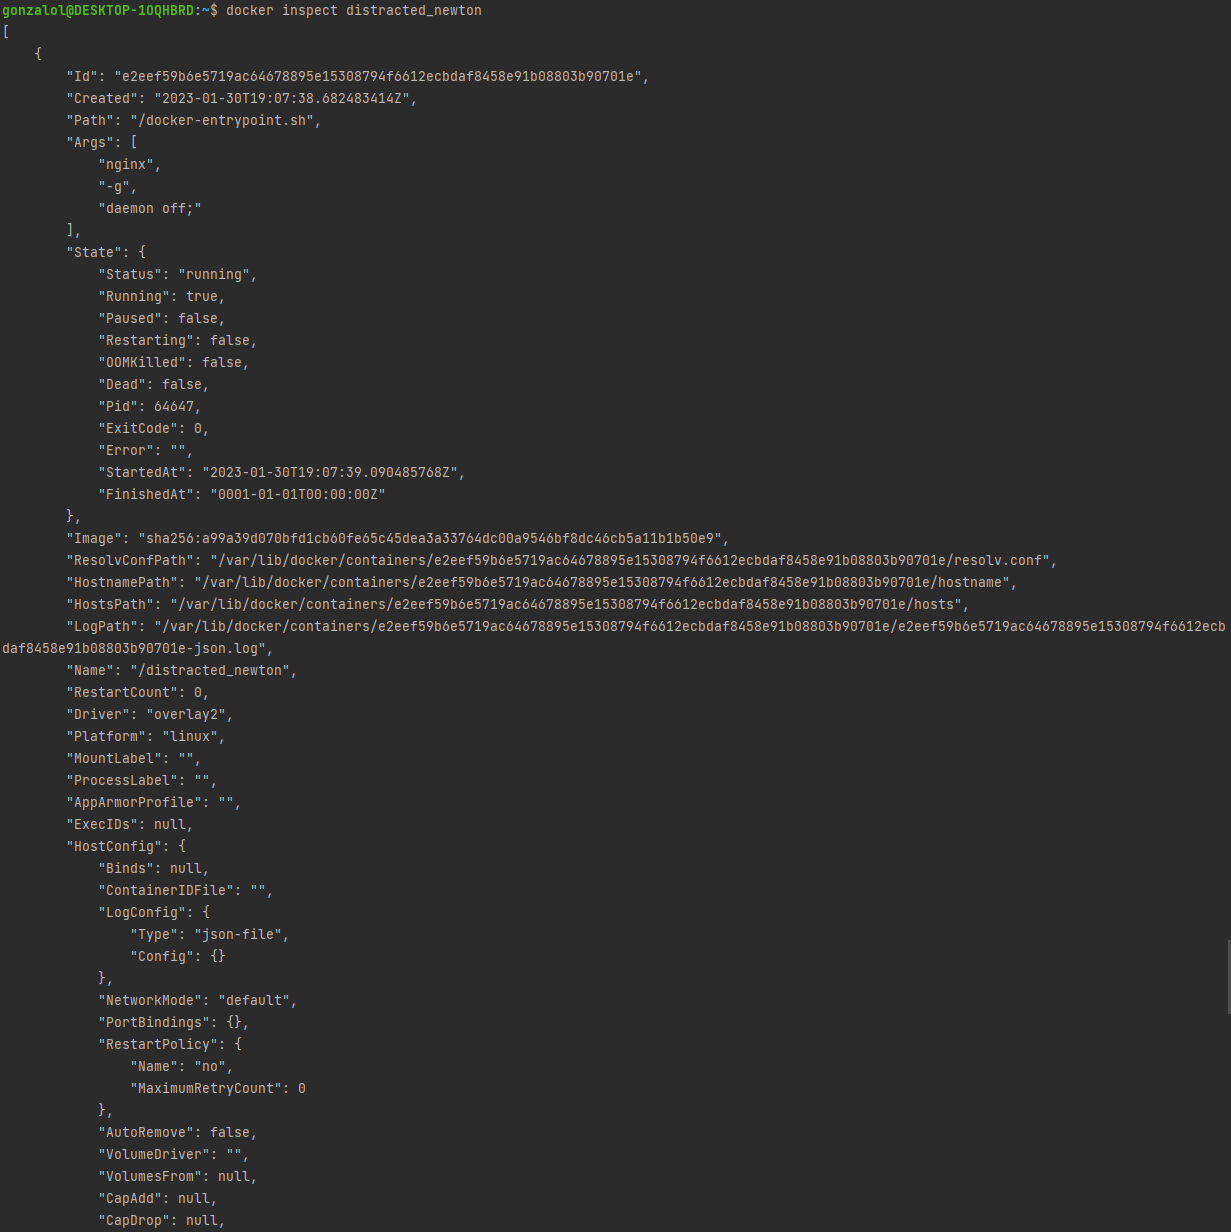 gonzalol@DESKTOP-1OQHBRD:~$ docker inspect distracted_newton
[
    {
        "Id": "e2eef59b6e5719ac64678895e15308794f6612ecbdaf8458e91b08803b90701e",
        "Created": "2023-01-30T19:07:38.682483414Z",
        "Path": "/docker-entrypoint.sh",
        "Args": [
            "nginx",
            "-g",
            "daemon off;"
        ],
        "State": {
            "Status": "running",
            "Running": true,
            "Paused": false,
            "Restarting": false,
            "OOMKilled": false,
            "Dead": false,
            "Pid": 64647,
            "ExitCode": 0,
            "Error": "",
            "StartedAt": "2023-01-30T19:07:39.090485768Z",
            "FinishedAt": "0001-01-01T00:00:00Z"
        },
        "Image": "sha256:a99a39d070bfd1cb60fe65c45dea3a33764dc00a9546bf8dc46cb5a11b1b50e9",
        "ResolvConfPath": "/var/lib/docker/containers/e2eef59b6e5719ac64678895e15308794f6612ecbdaf8458e91b08803b90701e/resolv.conf",
        "HostnamePath": "/var/lib/docker/containers/e2eef59b6e5719ac64678895e15308794f6612ecbdaf8458e91b08803b90701e/hostname",
        "HostsPath": "/var/lib/docker/containers/e2eef59b6e5719ac64678895e15308794f6612ecbdaf8458e91b08803b90701e/hosts",
        "LogPath": "/var/lib/docker/containers/e2eef59b6e5719ac64678895e15308794f6612ecbdaf8458e91b08803b90701e/e2eef59b6e5719ac64678895e15308794f6612ecb
daf8458e91b08803b90701e-json.log",
        "Name": "/distracted_newton",
        "RestartCount": 0,
        "Driver": "overlay2",
        "Platform": "linux",
        "MountLabel": "",
        "ProcessLabel": "",
        "AppArmorProfile": "",
        "ExecIDs": null,
        "HostConfig": {
            "Binds": null,
            "ContainerIDFile": "",
            "LogConfig": {
                "Type": "json-file",
                "Config": {}
            },
            "NetworkMode": "default",
            "PortBindings": {},
            "RestartPolicy": {
                "Name": "no",
                "MaximumRetryCount": 0
            },
            "AutoRemove": false,
            "VolumeDriver": "",
            "VolumesFrom": null,
            "CapAdd": null,
            "CapDrop": null,